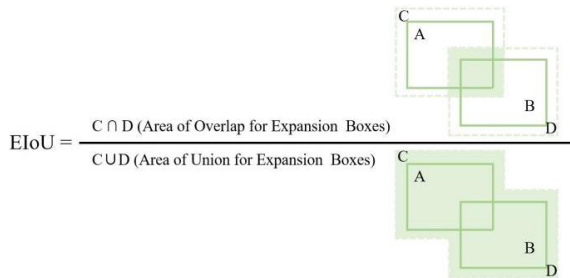 C
A
B
D
C ∩ D (Area of Overlap for Expansion Boxes)
EIoU =
C∪D (Area of Union for Expansion Boxes)
C
A
B
D